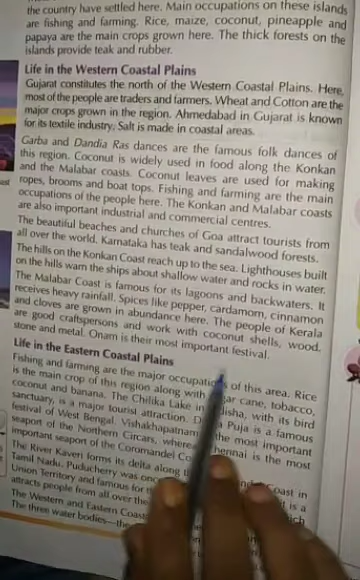 the country have settled here. Main occupations on these islands
are fishing and farming. Rice, maize, coconut, pineapple and
papaya are the main crops grown here. The thick forests on the
islands provide teak and rubber.
Life in the Western Coastal Plains
Gujarat constitutes the north of the Western Coastal Plains. Here,
most of the people are traders and farmers. Wheat and Cotton are the
major crops grown in the region. Ahmedabad in Gujarat is known
for its textile industry. Salt is made in coastal areas.
Garba and Dandia Ras dances are the famous folk dances of
this region. Coconut is widely used in food along the Konkan
and the Malabar coasts. Coconut leaves are used for making
ropes, brooms and boat tops. Fishing and farming are the main
occupations of the people here. The Konkan and Malabar coasts
are also important industrial and commercial centres.
The beautiful beaches and churches of Goa attract tourists from
all over the world. Karnataka has teak and sandalwood forests.
The hills on the Konkan Coast reach up to the sea. Lighthouses built
on the hills warn the ships about shallow water and rocks in water.
The Malabar Coast is famous for its lagoons and backwaters. It
receives heavy rainfall. Spices like pepper, cardamom, cinnamon
and cloves are grown in abundance here. The people of Kerala
are good craftspersons and work with coconut shells, wood,
stone and metal. Onam is their most important festival.
Life in the Eastern Coastal Plains
Fishing and farming are the major occupations of this area. Rice
is the main crop of this region along with sugar cane, tobacco,
coconut and banana. The Chilika Lake in with its bird
sanctuary, is a major tourist attraction. Puja is a famous
festival of West Bengal. Vishakhapatnam the most important
seaport of the Northern Circars, hennai is the most
important seaport of the Coromandel
The River Kaveri forms its delta along Coast in
Tamil Nadu. Puducherry was once It is a
Union Territory and famous for
attracts people from all over the
The Western and Eastern Coast
The three water bodies—the